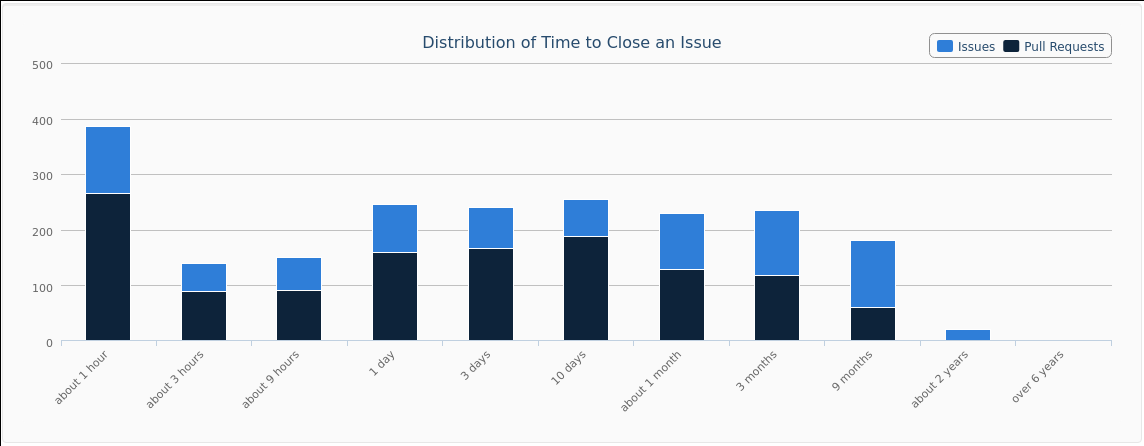 Distribution of Time to Close an Issue
Issues Pull Requests
500
400
300
200
100
0
about 1 hour
about 3 hours
about 9 hours
1 day
3 days
10 days
about 1 month
3 months
9 months
about 2 years
over 6 years